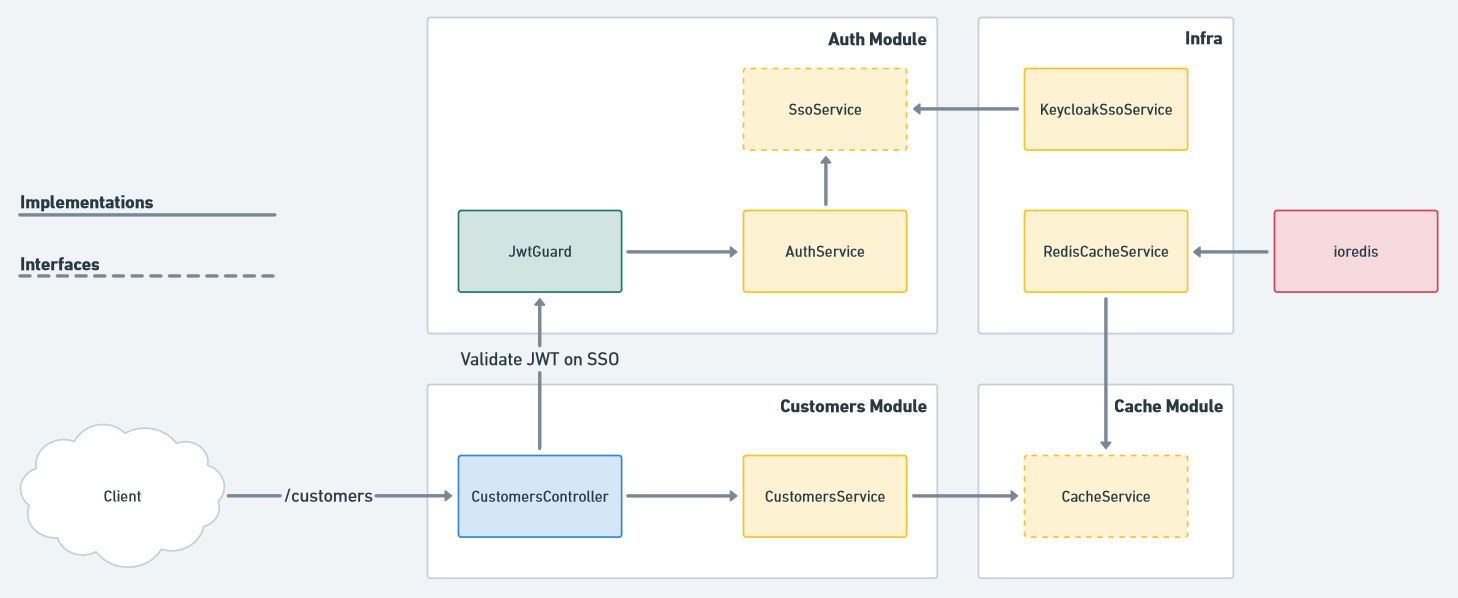 Auth Module
Infra
SsoService
KeycloakSsoService
Implementations
Interfaces
JwtGuard
AuthService
RedisCacheService
ioredis
Validate JWT on SSO
Customers Module
Cache Module
Client
/customers
CustomersController
CustomersService
CacheService